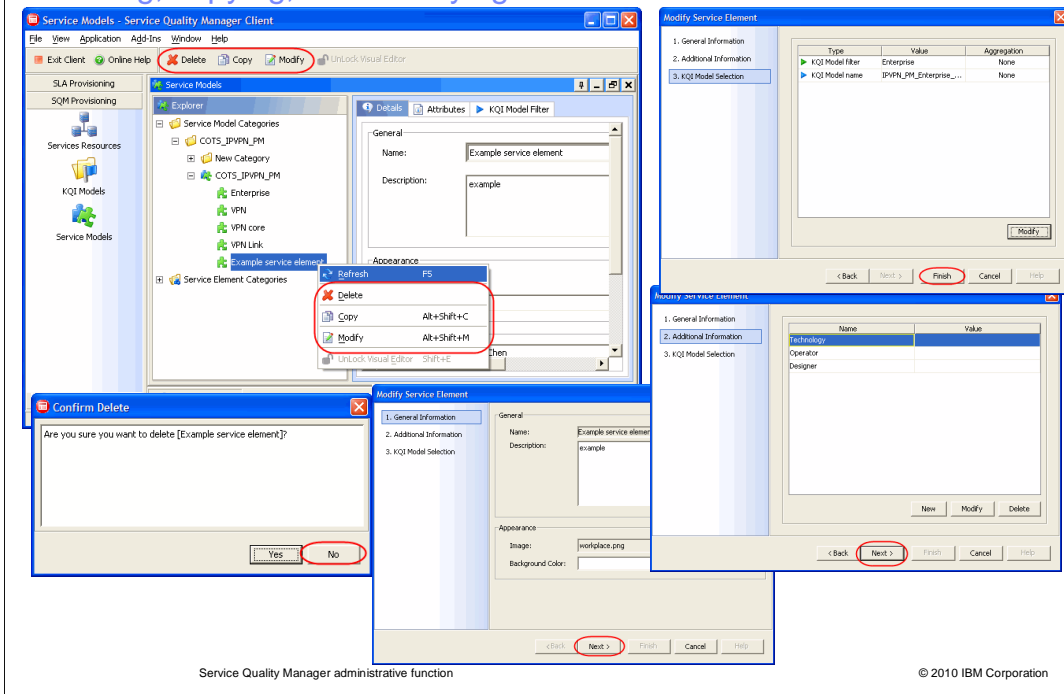 Service Models - Service Quality Manager Client
File View Application Add-Ins Window Help
Exit Client Online Help Delete Copy Modify UnLock Visual Editor
SLA Provisioning
SQM Provisioning
Services Resources
KQI Models
Service Models
Service Models
Explorer
Service Model Categories
COTS_IPVPN_PM
New Category
COTS_IPVPN_PM
Enterprise
VPN
VPN core
VPN Link
Example service element
Service Element Categories
Details Attributes KQI Model Filter
General
Name: Example service element
Description: example
Appearance
Refresh F5
Delete
Copy Alt+Shift+C
Modify Alt+Shift+M
UnLock Visual Editor Shift+E
Confirm Delete
Are you sure you want to delete [Example service element]?
Yes No
Modify Service Element
1. General Information
2. Additional Information
3. KQI Model Selection
General
Name: Example service element
Description: example
Appearance
Image: workplace.png
Background Color:
<Back Next > Finish Cancel Help
Modify Service Element
1. General Information
2. Additional Information
3. KQI Model Selection
Type Value Aggregation
KQI Model filter Enterprise None
KQI Model name IPVPN_PM_Enterprise_... None
Modify
< Back Next > Finish Cancel Help
Modify Service Element
1. General Information
2. Additional Information
3. KQI Model Selection
Name Value
Technology
Operator
Designer
New Modify Delete
< Back Next > Finish Cancel Help
Service Quality Manager administrative function
© 2010 IBM Corporation